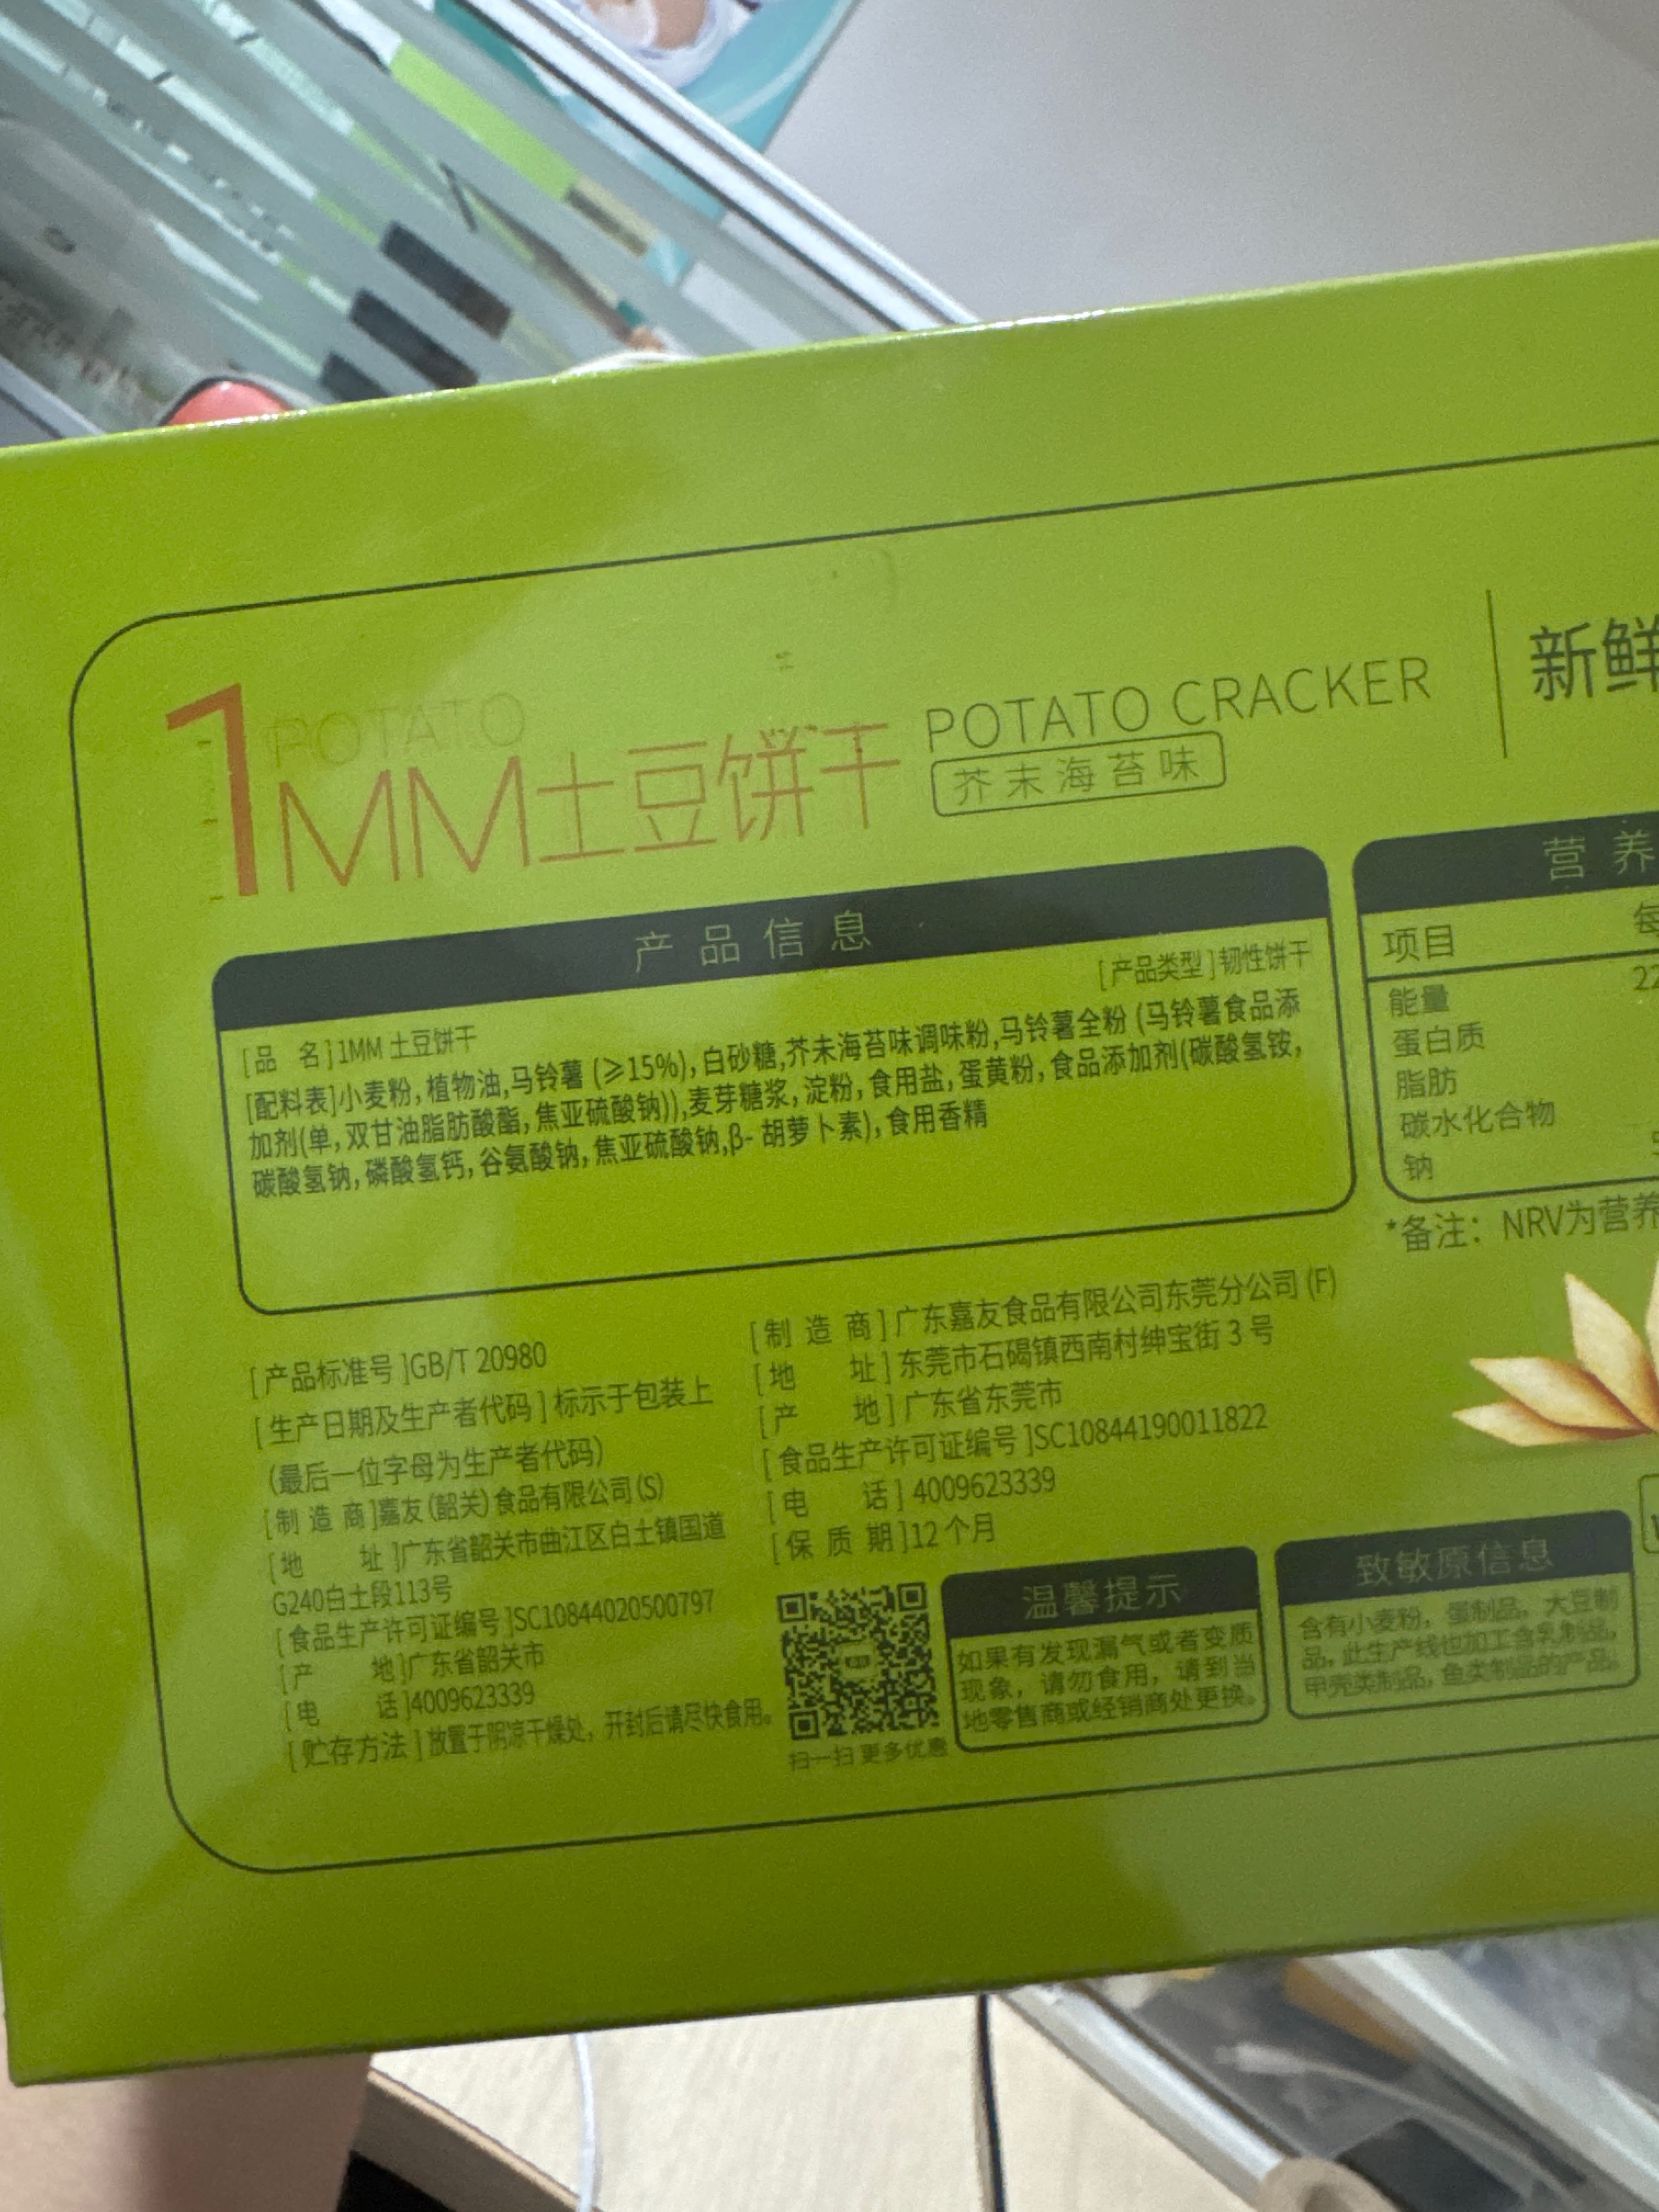 POTATO
1MM土豆饼干
POTATO CRACKER
芥末海苔味
新鲜
产品信息
[产品类型]韧性饼干
[品 名]1MM 土豆饼干
[配料表]小麦粉,植物油,马铃薯(≥15%),白砂糖,芥末海苔味调味粉,马铃薯全粉(马铃薯食品添
加剂(单,双甘油脂肪酸酯,焦亚硫酸钠)),麦芽糖浆,淀粉,食用盐,蛋黄粉,食品添加剂(碳酸氢铵,
碳酸氢钠,磷酸氢钙,谷氨酸钠,焦亚硫酸钠,β-胡萝卜素),食用香精
营养
项目 每
能量 22
蛋白质
脂肪
碳水化合物
钠
*备注：NRV为营养
[产品标准号]GB/T 20980
[生产日期及生产者代码]标示于包装上
(最后一位字母为生产者代码)
[制 造 商]嘉友(韶关)食品有限公司(S)
[地 址]广东省韶关市曲江区白土镇国道
G240白土段113号
[食品生产许可证编号]SC10844020500797
[产 地]广东省韶关市
[电 话]4009623339
[贮存方法]放置于阴凉干燥处，开封后请尽快食用。
[制 造 商]广东嘉友食品有限公司东莞分公司(F)
[地 址]东莞市石碣镇西南村绅宝街 3 号
[产 地]广东省东莞市
[食品生产许可证编号]SC10844190011822
[电 话] 4009623339
[保 质 期]12 个月
扫一扫 更多优惠
温馨提示
如果有发现漏气或者变质
现象，请勿食用，请到当
地零售商或经销商处更换。
致敏原信息
含有小麦粉，蛋制品，大豆制
品，此生产线也加工含乳制品，
甲壳类制品，鱼类制品的产品。